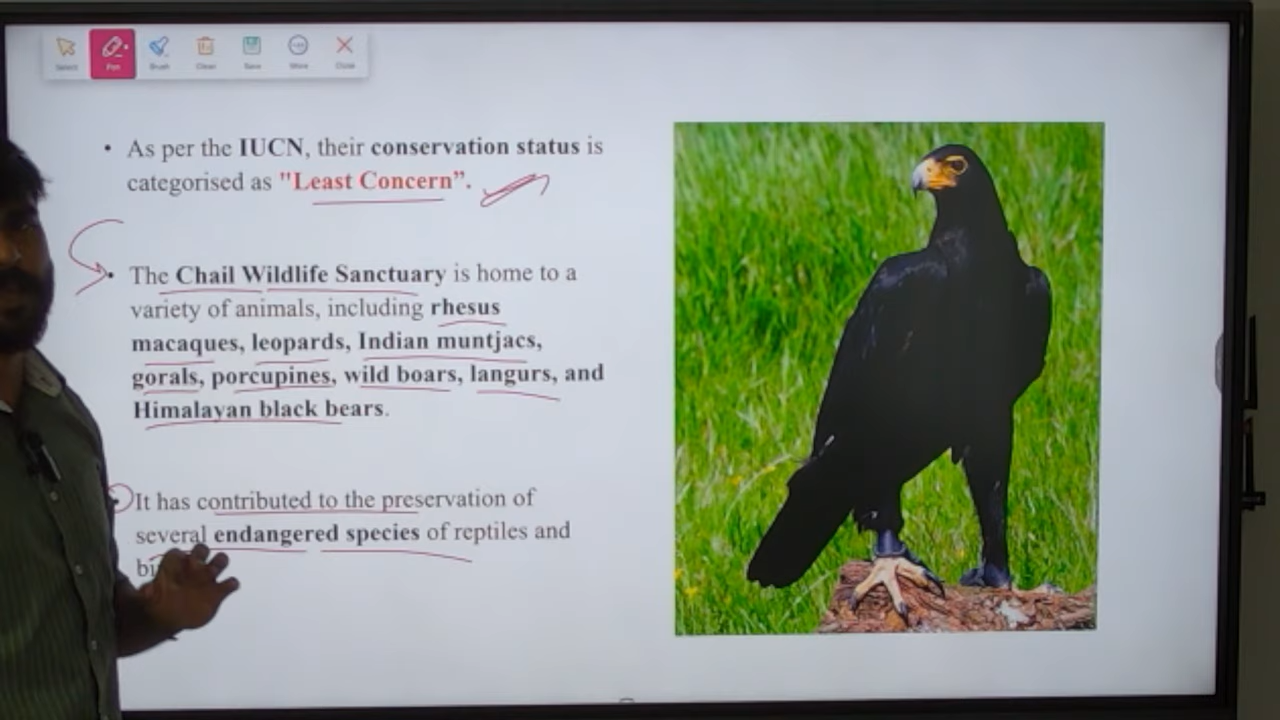 Select Pen Brush Clear Save More Close
• As per the IUCN, their conservation status is
categorised as "Least Concern”.
• The Chail Wildlife Sanctuary is home to a
variety of animals, including rhesus
macaques, leopards, Indian muntjacs,
gorals, porcupines, wild boars, langurs, and
Himalayan black bears.
• It has contributed to the preservation of
several endangered species of reptiles and